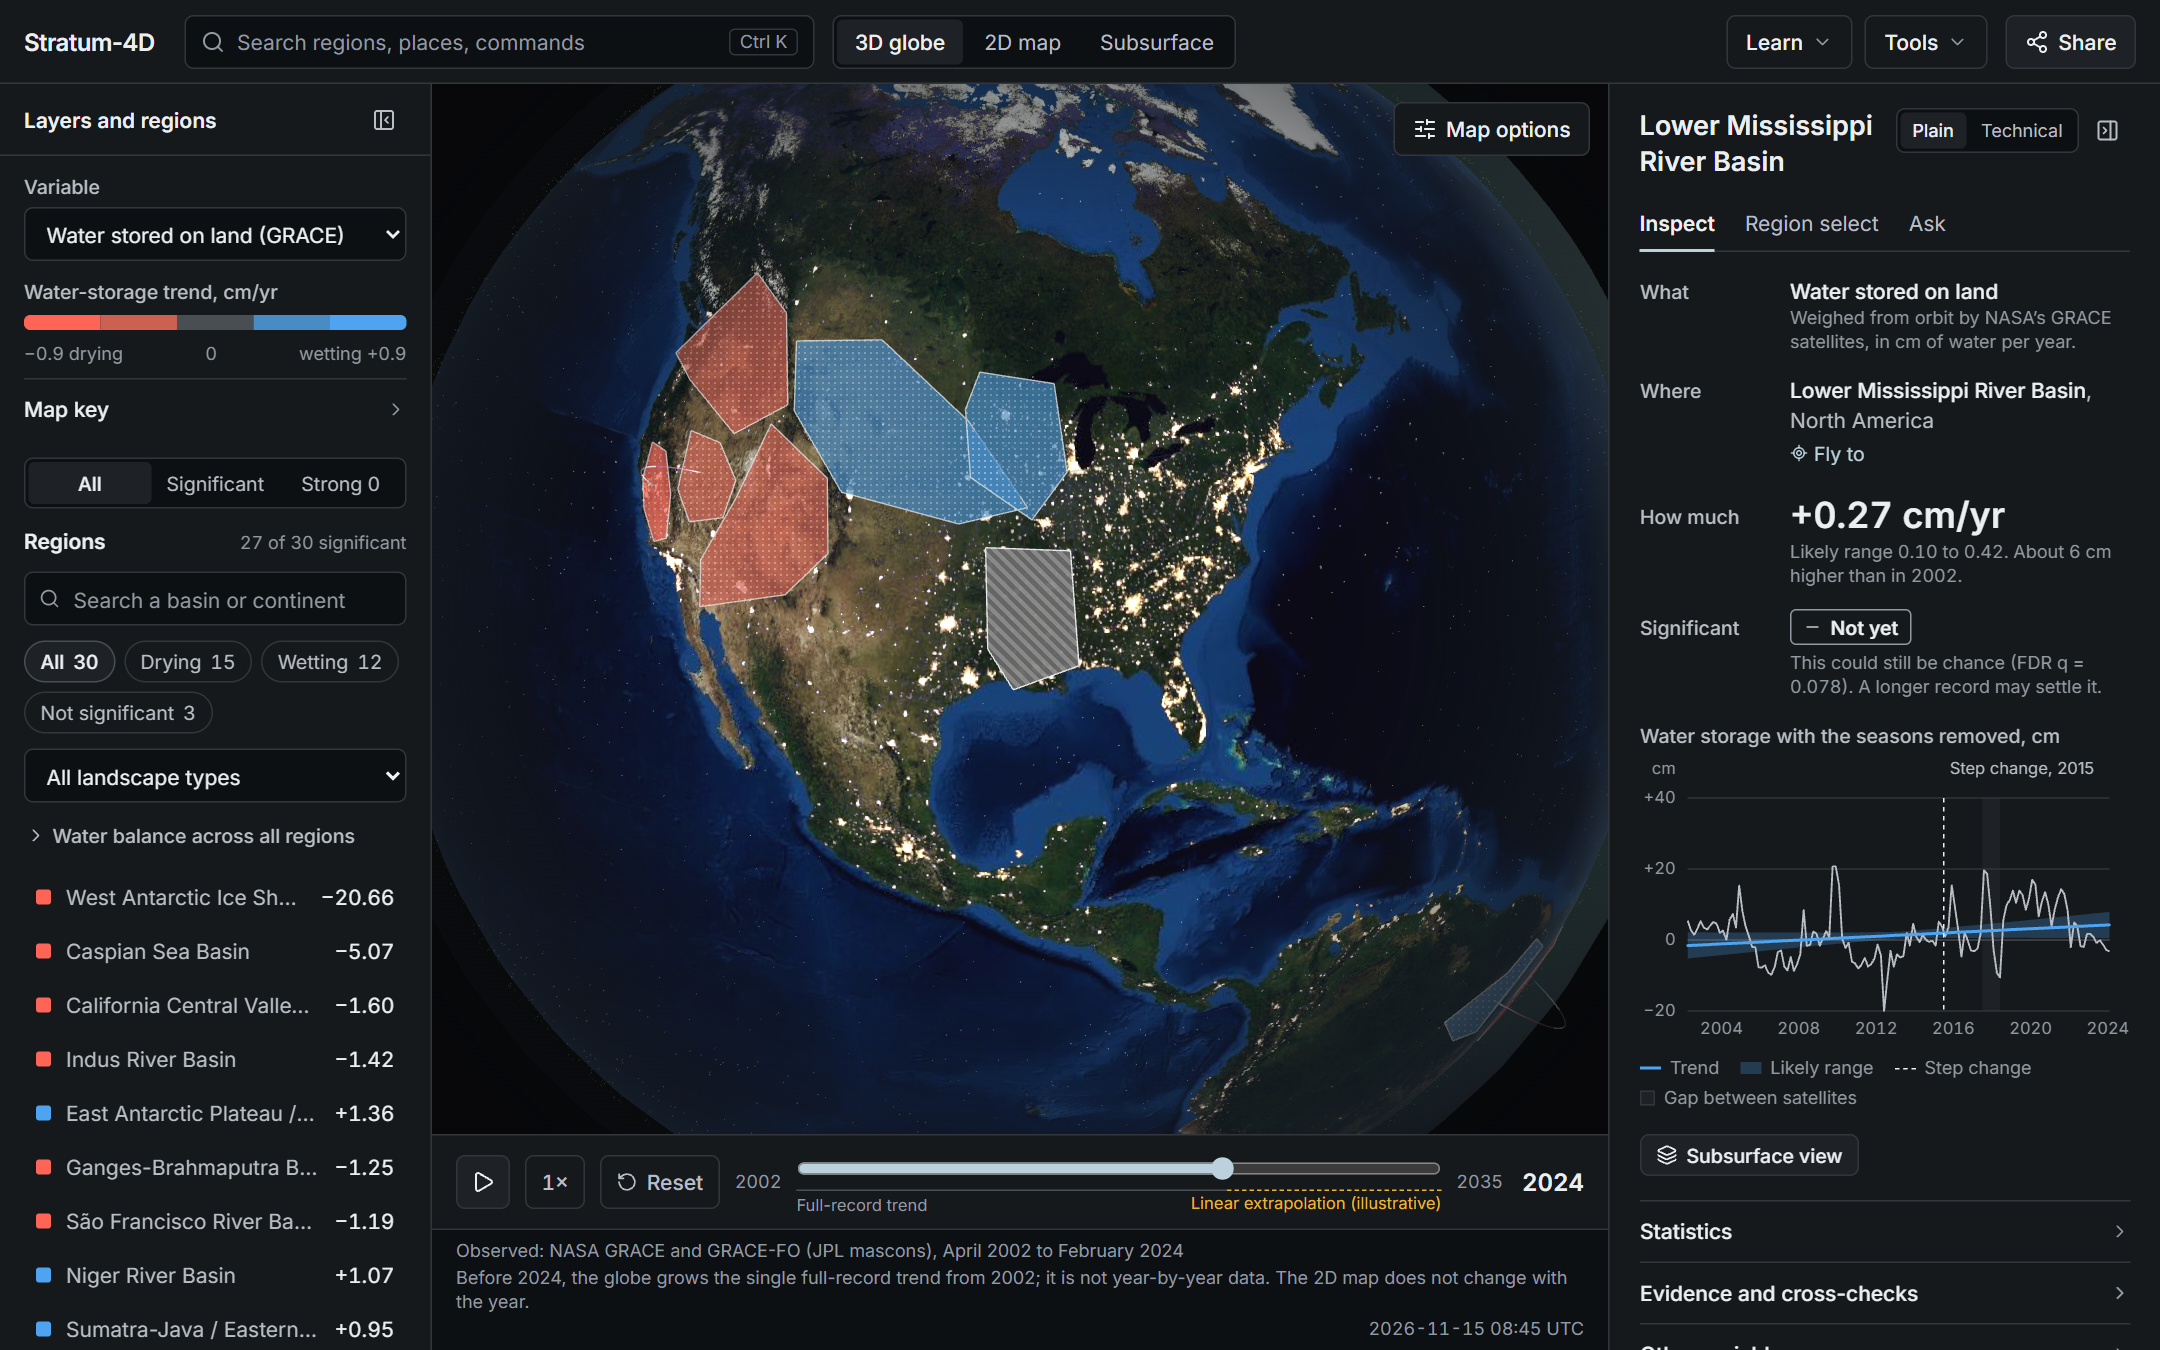 Stratum-4D
Search regions, places, commands
Ctrl K
3D globe
2D map
Subsurface
Learn
Tools
Share
Layers and regions
Variable
Water stored on land (GRACE)
Water-storage trend, cm/yr
−0.9 drying
0
wetting +0.9
Map key
All
Significant
Strong 0
Regions
27 of 30 significant
Search a basin or continent
All 30
Drying 15
Wetting 12
Not significant 3
All landscape types
Water balance across all regions
West Antarctic Ice Sh... −20.66
Caspian Sea Basin −5.07
California Central Valle... −1.60
Indus River Basin −1.42
East Antarctic Plateau /... +1.36
Ganges-Brahmaputra B... −1.25
São Francisco River Ba... −1.19
Niger River Basin +1.07
Sumatra-Java / Eastern... +0.95
Map options
1×
Reset
2002
2035
2024
Full-record trend
Linear extrapolation (illustrative)
Observed: NASA GRACE and GRACE-FO (JPL mascons), April 2002 to February 2024
Before 2024, the globe grows the single full-record trend from 2002; it is not year-by-year data. The 2D map does not change with
the year.
2026-11-15 08:45 UTC
Lower Mississippi
River Basin
Plain
Technical
Inspect
Region select
Ask
What
Water stored on land
Weighed from orbit by NASA's GRACE
satellites, in cm of water per year.
Where
Lower Mississippi River Basin,
North America
Fly to
How much
+0.27 cm/yr
Likely range 0.10 to 0.42. About 6 cm
higher than in 2002.
Significant
Not yet
This could still be chance (FDR q =
0.078). A longer record may settle it.
Water storage with the seasons removed, cm
cm
Step change, 2015
+40
+20
0
−20
2004 2008 2012 2016 2020 2024
Trend
Likely range
Step change
Gap between satellites
Subsurface view
Statistics
Evidence and cross-checks